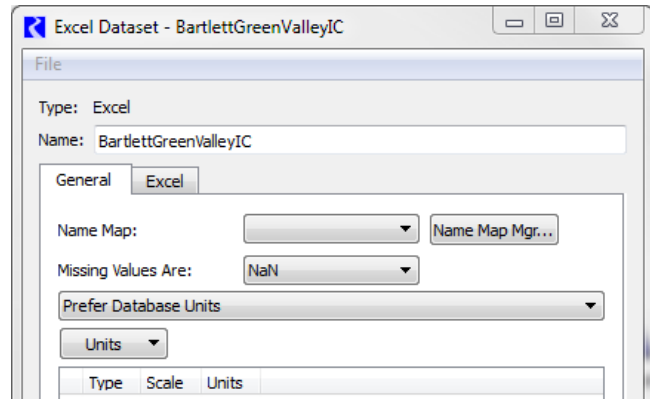 Excel Dataset - BartlettGreenValleyIC
File
Type: Excel
Name: BartlettGreenValleyIC
General Excel
Name Map: Name Map Mgr...
Missing Values Are: NaN
Prefer Database Units
Units
Type Scale Units